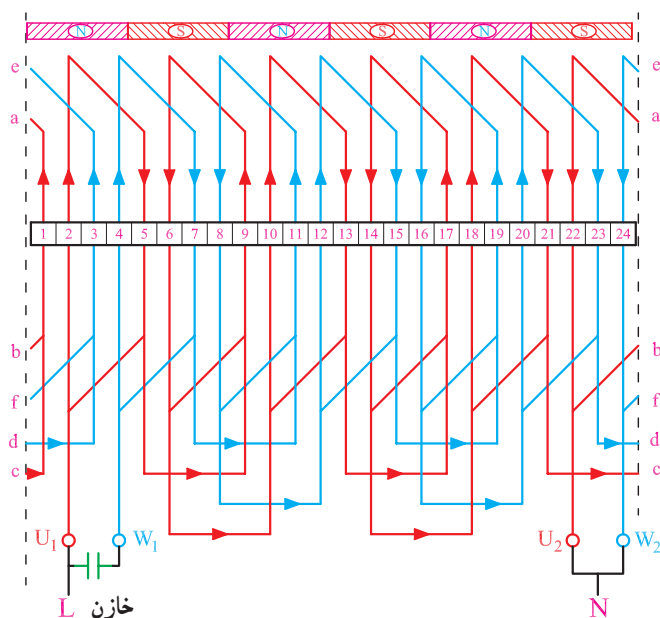 N S N S N S
e e
a a
1 2 3 4 5 6 7 8 9 10 11 12 13 14 15 16 17 18 19 20 21 22 23 24
b b
f f
d d
c c
U1 W1 U2 W2
L خازن N